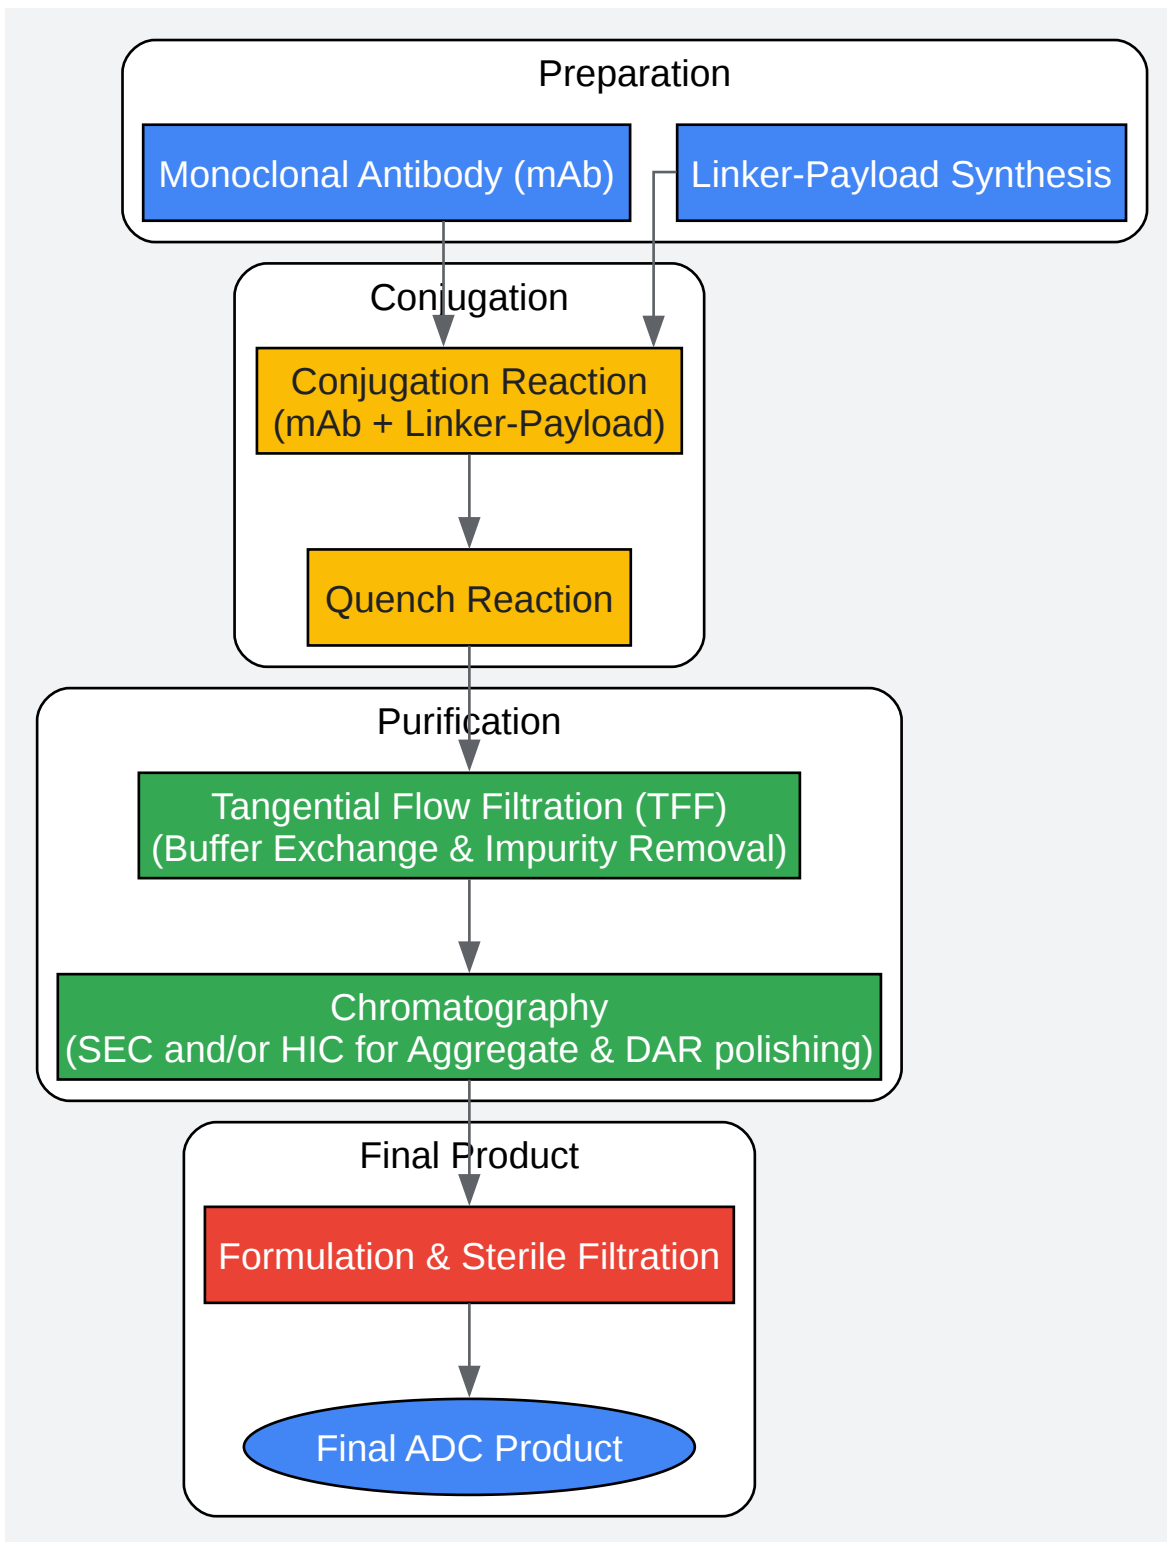 Preparation
Monoclonal Antibody (mAb)
Linker-Payload Synthesis
Conjugation
Conjugation Reaction
(mAb + Linker-Payload)
Quench Reaction
Purification
Tangential Flow Filtration (TFF)
(Buffer Exchange & Impurity Removal)
Chromatography
(SEC and/or HIC for Aggregate & DAR polishing)
Final Product
Formulation & Sterile Filtration
Final ADC Product